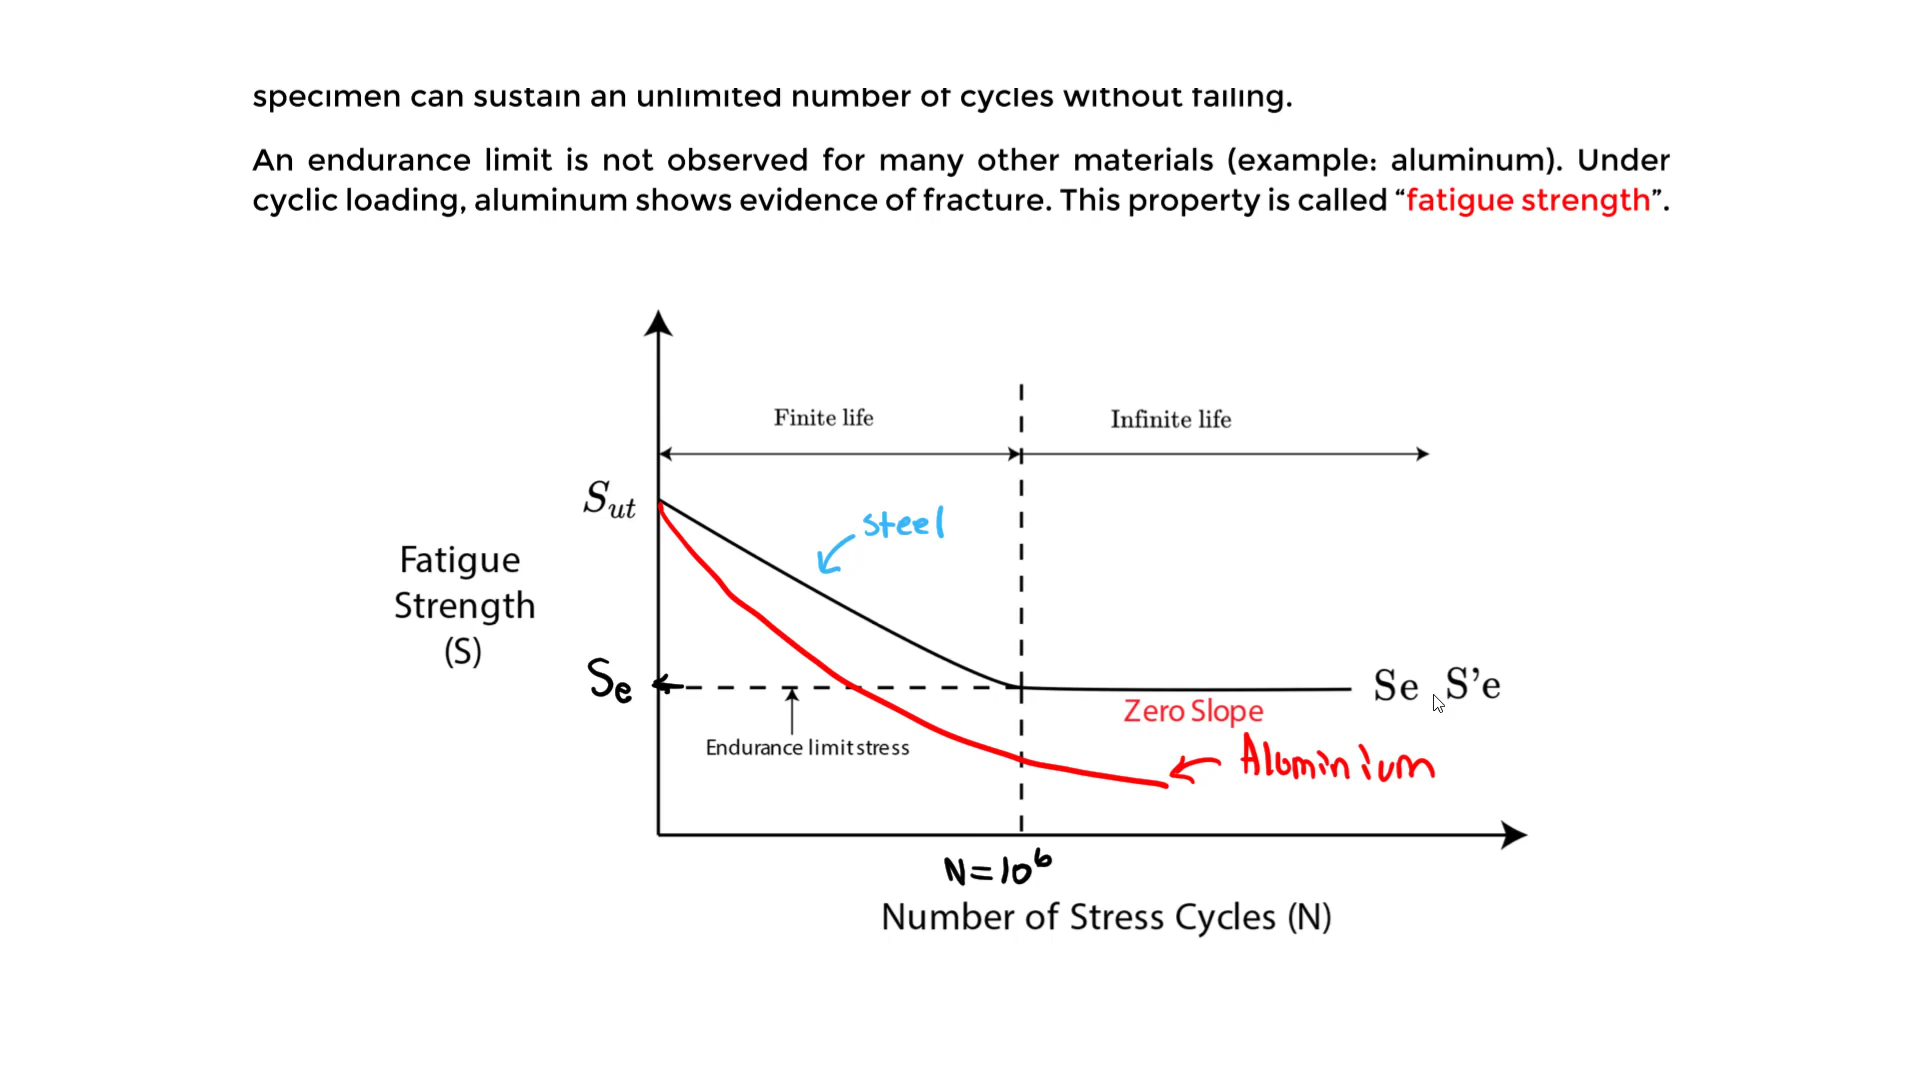 specimen can sustain an unlimited number of cycles without failing.
An endurance limit is not observed for many other materials (example: aluminum). Under
cyclic loading, aluminum shows evidence of fracture. This property is called “fatigue strength”.
Finite life
Infinite life
Sut
steel
Fatigue
Strength
(S)
Se
Se S’e
Zero Slope
Endurance limit stress
Aluminium
N=10⁶
Number of Stress Cycles (N)